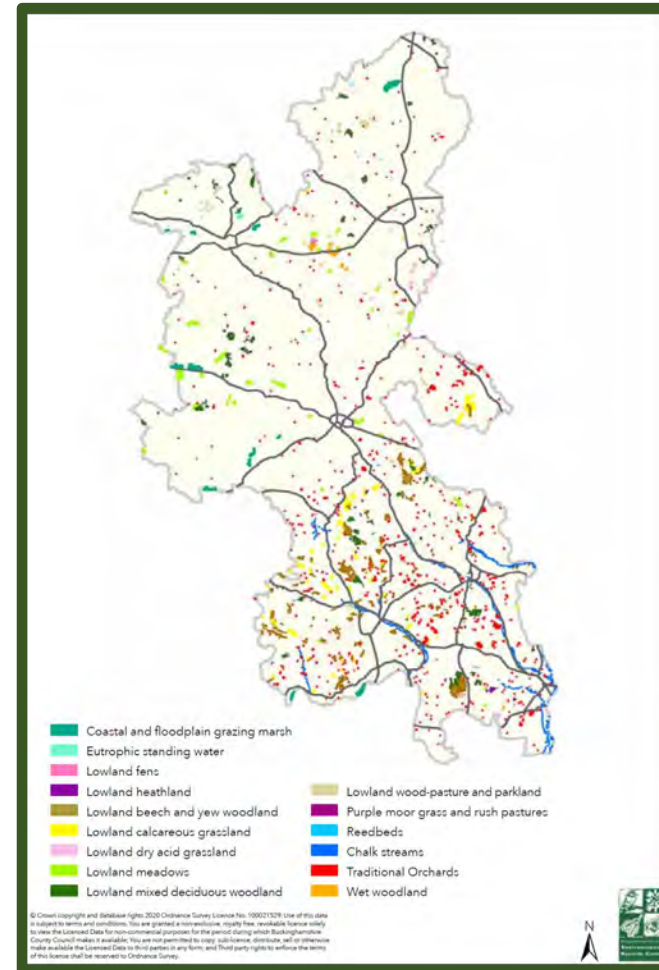 Coastal and floodplain grazing marsh
Eutrophic standing water
Lowland fens
Lowland heathland
Lowland beech and yew woodland
Lowland calcareous grassland
Lowland dry acid grassland
Lowland meadows
Lowland mixed deciduous woodland
Lowland wood-pasture and parkland
Purple moor grass and rush pastures
Reedbeds
Chalk streams
Traditional Orchards
Wet woodland
© Crown copyright and database rights 2020 Ordnance Survey Licence No. 100021529. Use of this data
is subject to terms and conditions. You are granted a non-exclusive, royalty free, revokable licence solely
to view the Licensed Data for non-commercial purposes for the period during which Buckinghamshire
County Council makes it available; You are not permitted to copy, sub-license, distribute, sell or otherwise
make available the Licensed Data to third parties in any form; and Third party rights to enforce the terms
of this license shall be reserved to Ordnance Survey.
N